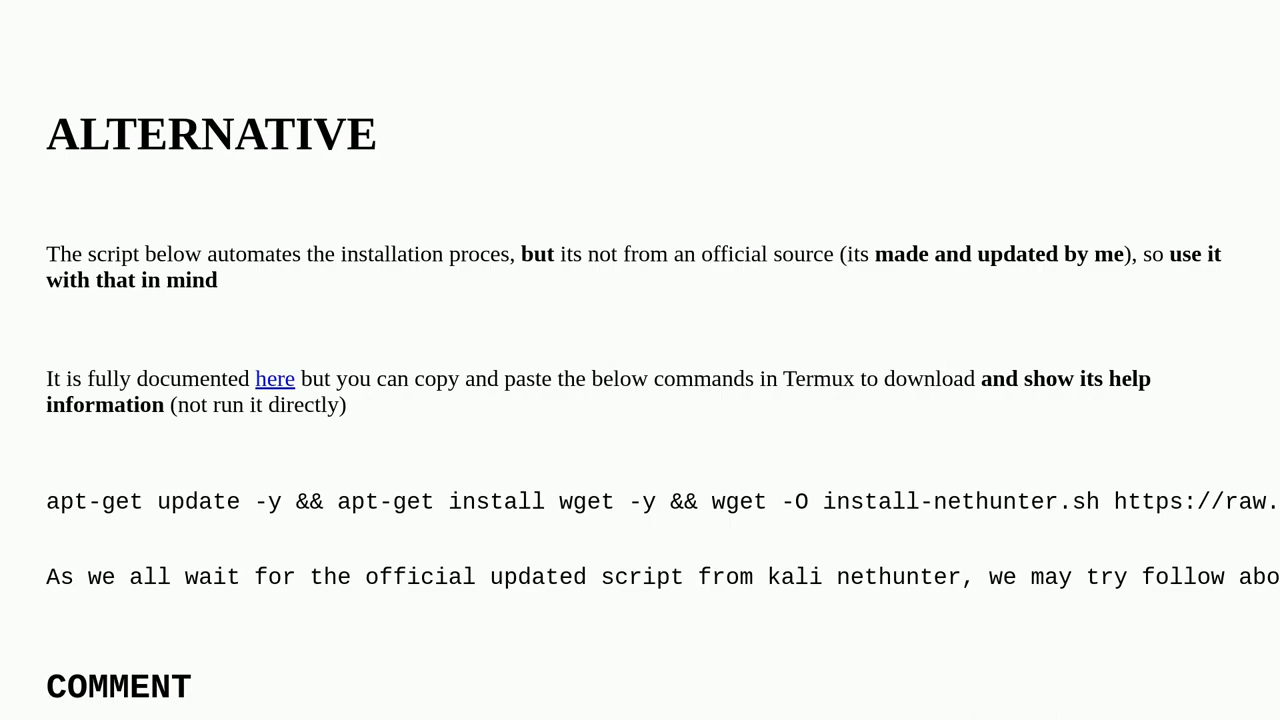 ALTERNATIVE
The script below automates the installation proces, but its not from an official source (its made and updated by me), so use it
with that in mind
It is fully documented here but you can copy and paste the below commands in Termux to download and show its help
information (not run it directly)
apt-get update -y && apt-get install wget -y && wget -O install-nethunter.sh https://raw.
As we all wait for the official updated script from kali nethunter, we may try follow abo
COMMENT